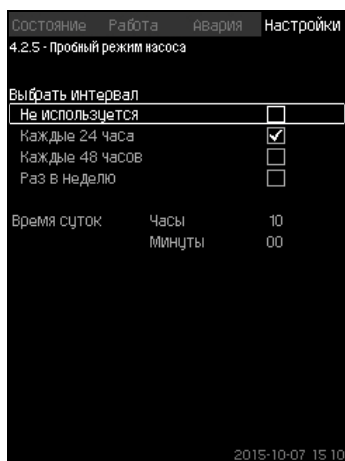 Состояние Работа Авария Настройки
4.2.5 - Пробный режим насоса
Выбрать интервал
Не используется
Каждые 24 часа
Каждые 48 часов
Раз в неделю
Время суток Часы 10
Минуты 00
2015-10-07 15:10